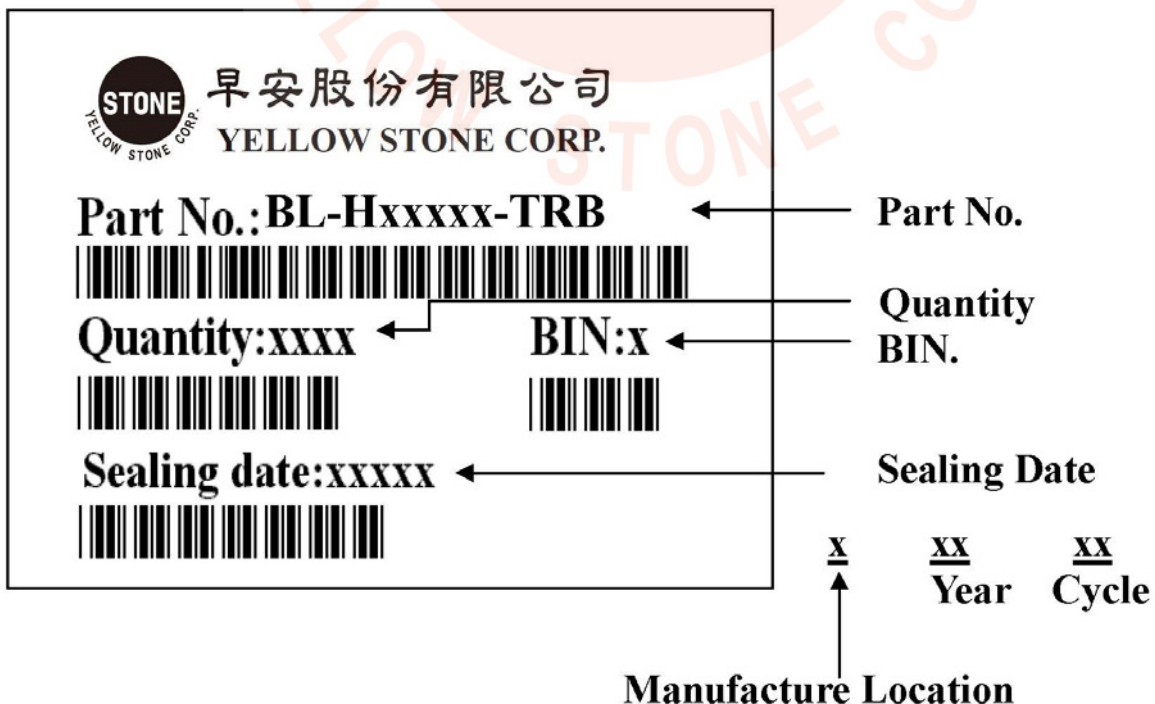 STONE
YELLOW STONE CORP.
早安股份有限公司
YELLOW STONE CORP.
STONE
Part No.:BL-Hxxxxx-TRB
Part No.
Quantity:xxxx
BIN:x
Quantity
BIN.
Sealing date:xxxxx
Sealing Date
x xx xx
Year Cycle
Manufacture Location